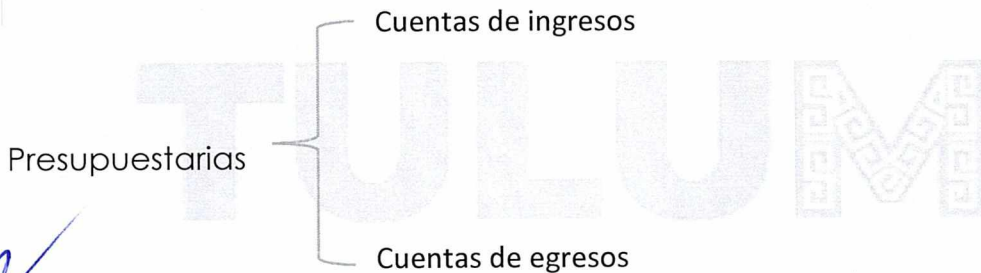 Cuentas de ingresos
TULUM
Presupuestarias
Cuentas de egresos